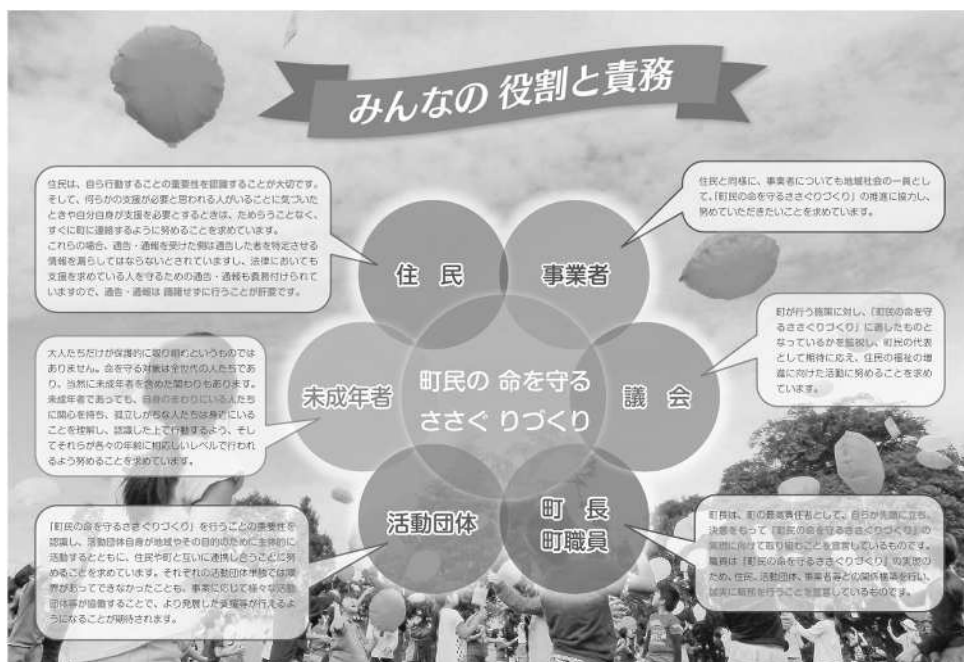 みんなの 役割と責務
住民は、自ら行動することの重要性を認識することが大切です。
そして、何らかの支援が必要と思われる人がいることに気づいた
ときや自分自身が支援を必要とするときは、ためらうことなく、
すぐに町に連絡するように努めることを求めています。
これらの場合、通告・通報を受けた側は通告した者を特定させる
情報を漏らしてはならないとされていますし、法律においても
支援を求めている人を守るための通告・通報も義務付けられて
いますので、通告・通報は 躊躇せずに行うことが肝要です。
住民と同様に、事業者についても地域社会の一員とし
て、「町民の命を守るささぐりづくり」の推進に協力し、
努めていただきたいことを求めています。
住 民
事業者
町が行う施策に対し、「町民の命を守
るささぐりづくり」に適したものと
なっているかを監視し、町民の代表
として期待に応え、住民の福祉の増
進に向けた活動に努めることを求め
ています。
大人たちだけが保護的に取り組めというものでは
ありません。命を守る対象は全世代の人たちであ
り、当然に未成年者を含めた関わりもあります。
未成年者であっても、自身のまわりにいる人たち
に関心を持ち、孤立しがちな人たちは身近にいる
ことを理解し、認識した上で行動するよう、そし
てそれらが各々の年齢に相応しいレベルで行われ
るよう努めることを求めています。
未成年者
町民の 命を守る
ささぐ りづくり
議 会
活動団体
町 長
町職員
「町民の命を守るささぐりづくり」を行うことの重要性を
認識し、活動団体自身が地域やその目的のために主体的に
活動するとともに、住民や町と互いに連携し合うことに努
めることを求めています。それぞれの活動団体単独では限
界があってできなかったことも、事案に応じて様々な活動
団体等が協働することで、より発展した支援等が行えるよ
うになることが期待されます。
町長は、町の最高責任者として、自らが先頭に立ち、
決意をもって「町民の命を守るささぐりづくり」の
実現に向けて取り組むことを宣言しているものです。
職員は「町民の命を守るささぐりづくり」の実現の
ため、住民、活動団体、事業者等との関係構築を行い、
誠実に職務を行うことを宣言しているものです。